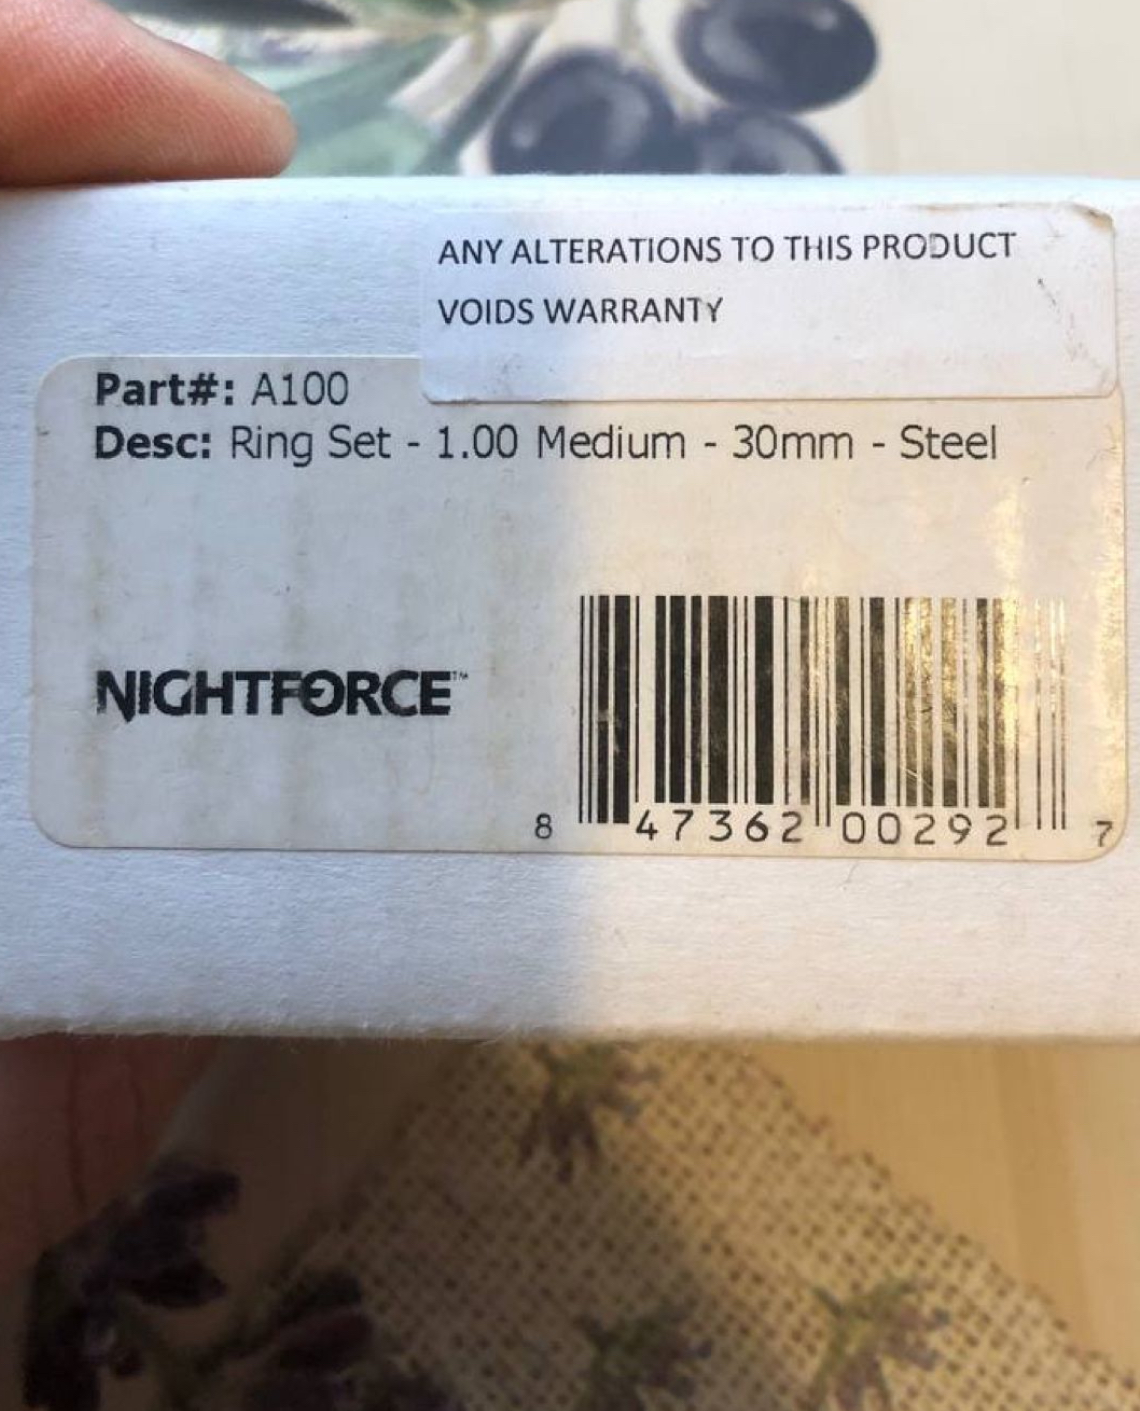 ANY ALTERATIONS TO THIS PRODUCT
VOIDS WARRANTY
Part#: A100
Desc: Ring Set - 1.00 Medium - 30mm - Steel
NIGHTFORCE™
8 47362 00292 7